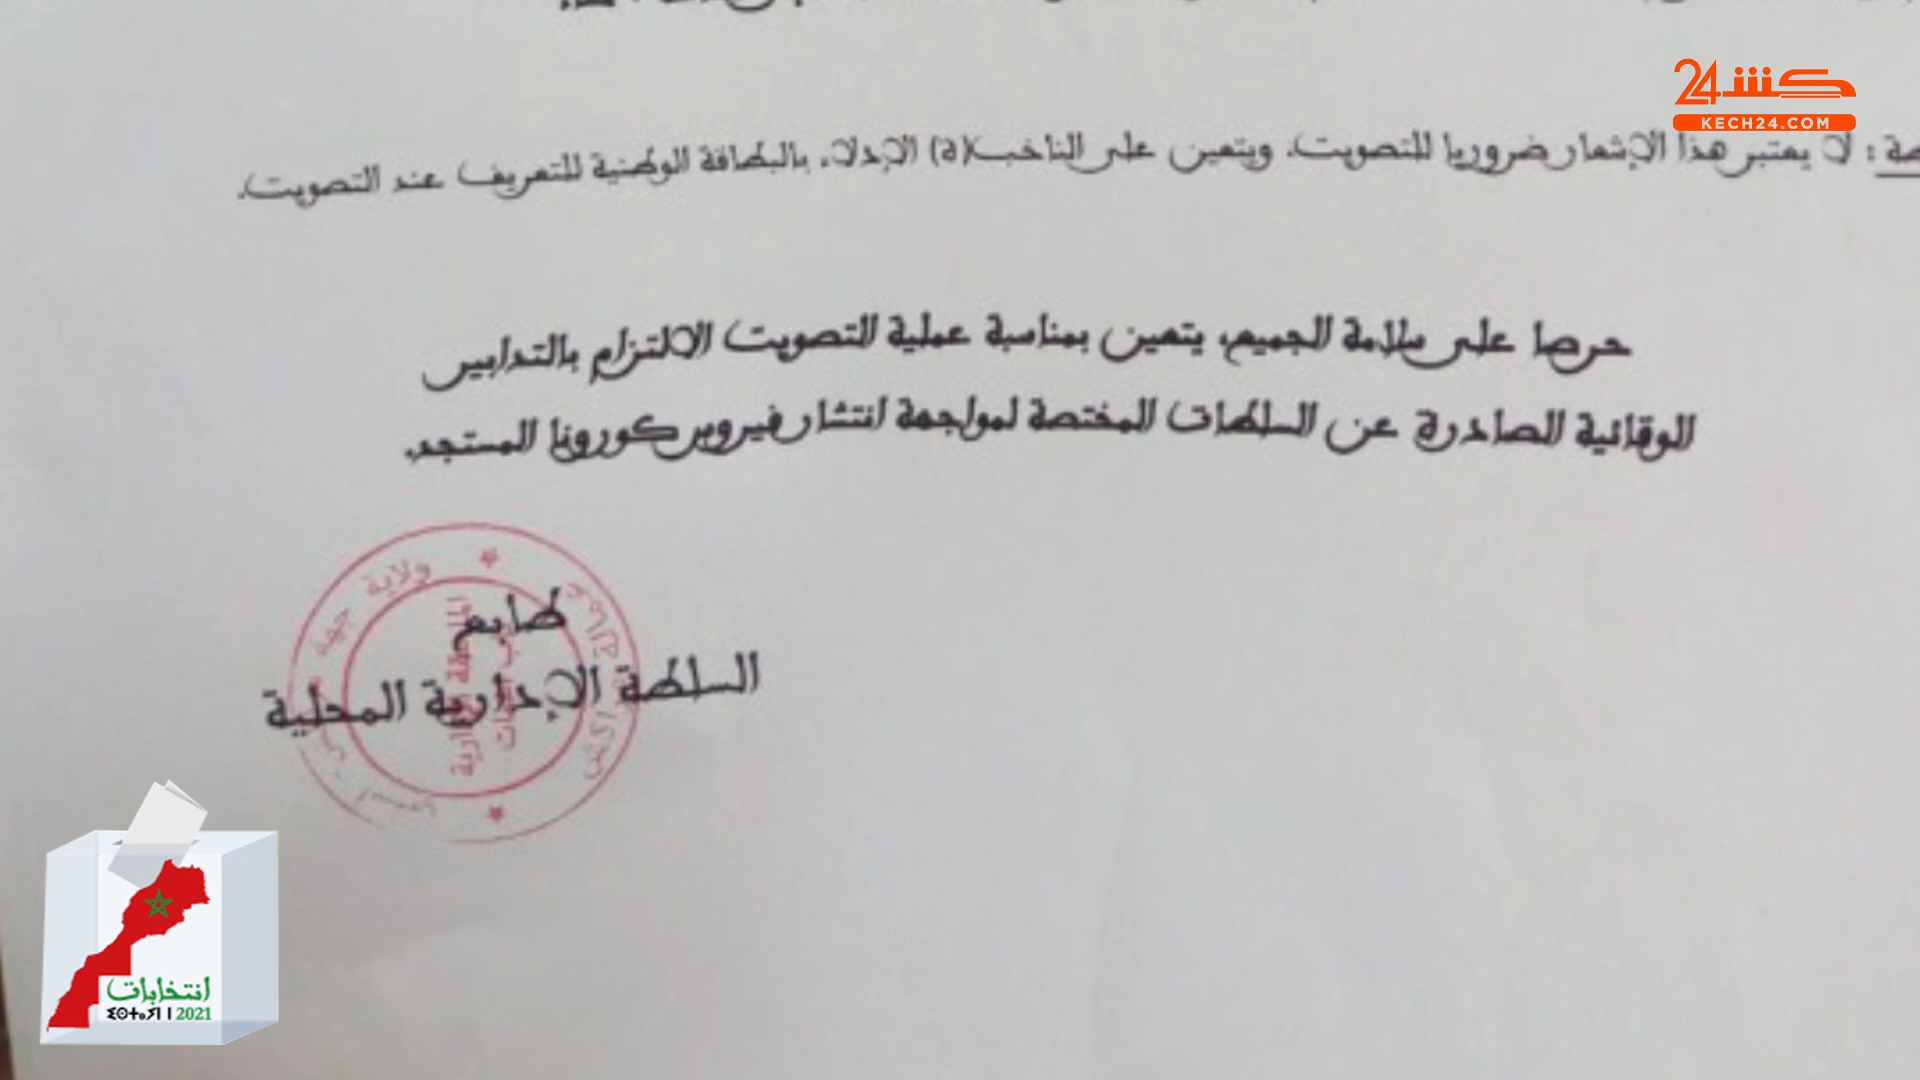 كش24
KECH24.COM
: لا يعتبر هذا الإشعار ضروريا للتصويت، ويتعين على الناخب(ة) الإدلاء بالبطاقة الوطنية للتعريف عند التصويت.
حرصا على سلامة الجميع، يتعين بمناسبة عملية التصويت الالتزام بالتدابير
الوقائية الصادرة عن السلطات المختصة لمواجهة انتشار فيروس كورونا المستجد.
ولاية جهة
طابع
السلطة الإدارية المحلية
انتخابات
2021